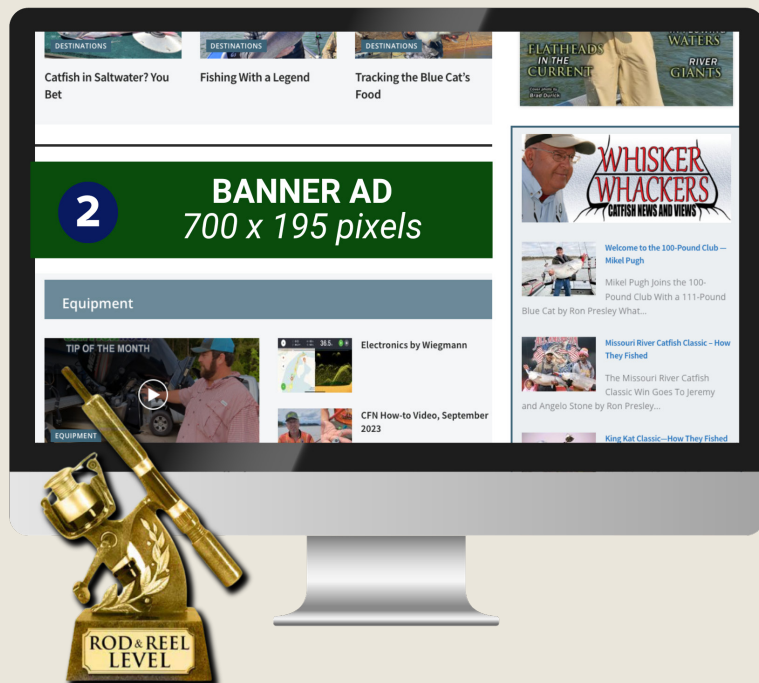 DESTINATIONS
DESTINATIONS
DESTINATIONS
Catfish in Saltwater? You
Bet
Fishing With a Legend
Tracking the Blue Cat's
Food
2
BANNER AD
700 x 195 pixels
Equipment
TIP OF THE MONTH
EQUIPMENT
Electronics by Wiegmann
CFN How-to Video, September
2023
FLATHEADS
IN THE
CURRENT
WATERS
RIVER
GIANTS
Brad Durick
WHISKER
WHACKERS
CATFISH NEWS AND VIEWS
Welcome to the 100-Pound Club —
Mikel Pugh
Mikel Pugh Joins the 100-
Pound Club With a 111-Pound
Blue Cat by Ron Presley What...
Missouri River Catfish Classic – How
They Fished
The Missouri River Catfish
Classic Win Goes To Jeremy
and Angelo Stone by Ron Presley...
King Kat Classic—How They Fished
ROD & REEL
LEVEL